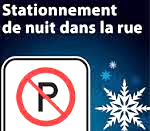 Stationnement
de nuit dans la rue
P